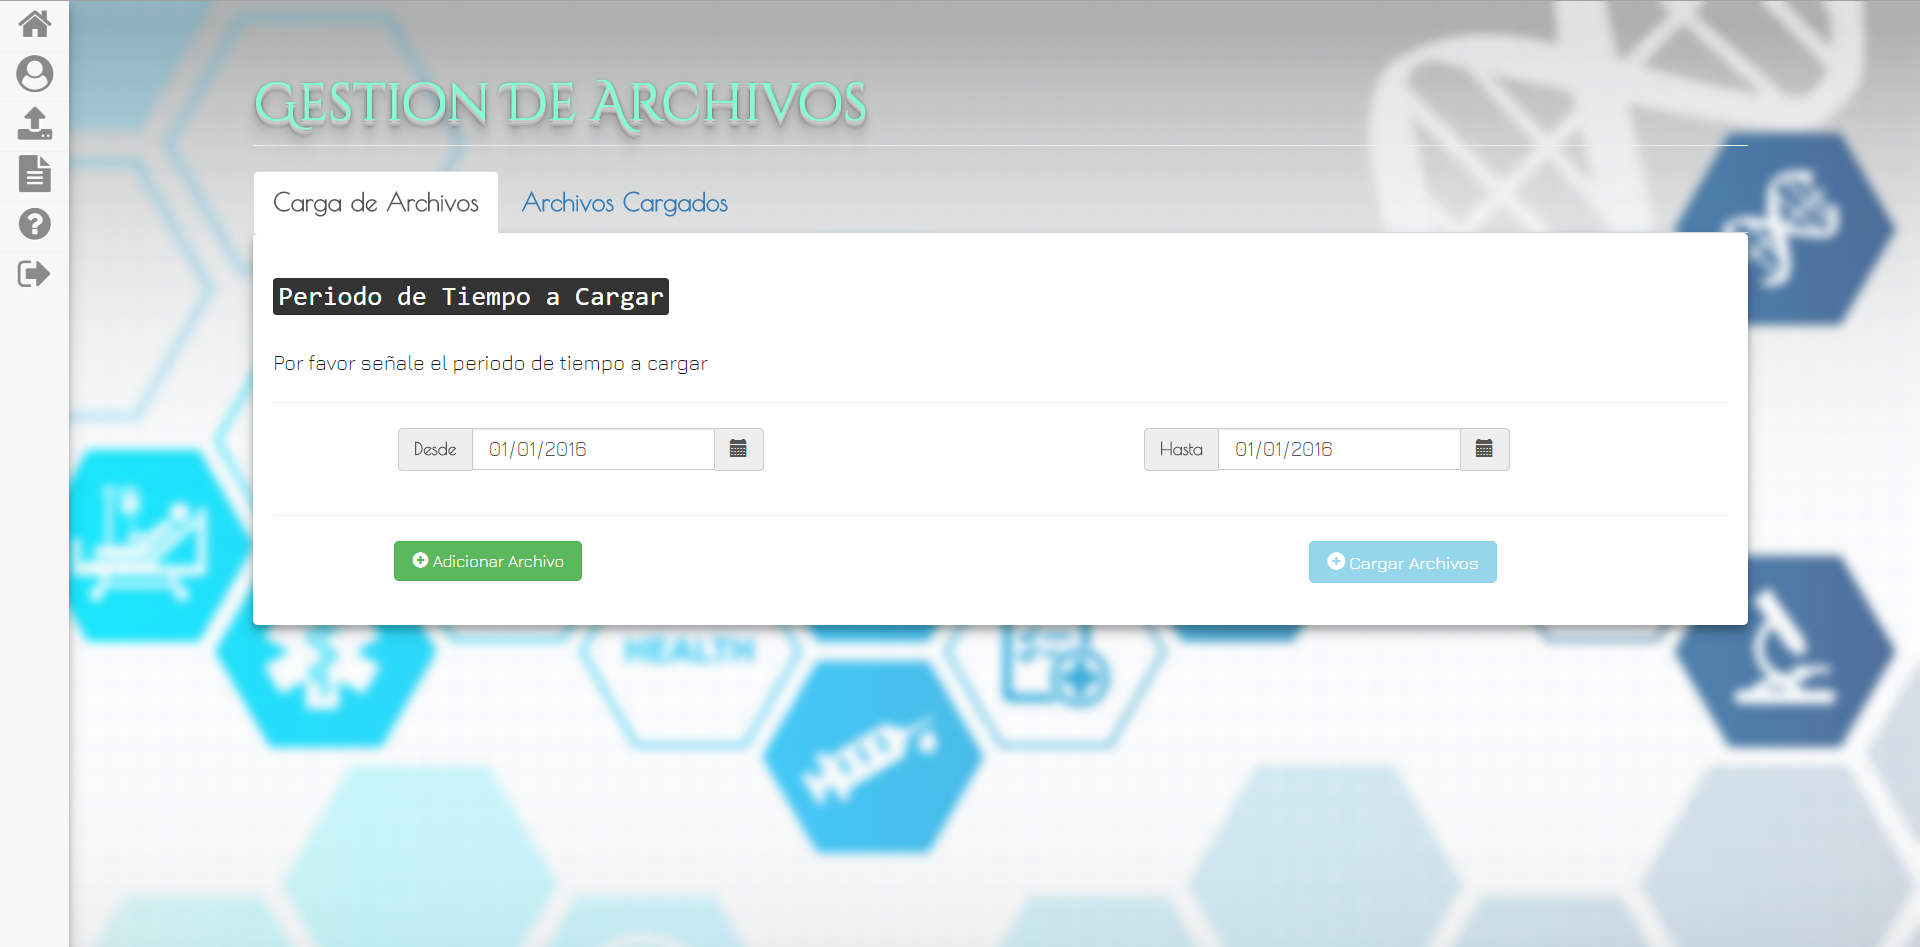 Gestion De Archivos
Carga de Archivos
Archivos Cargados
Periodo de Tiempo a Cargar
Por favor señale el periodo de tiempo a cargar
Desde 01/01/2016
Hasta 01/01/2016
Adicionar Archivo
Cargar Archivos
HEALTH